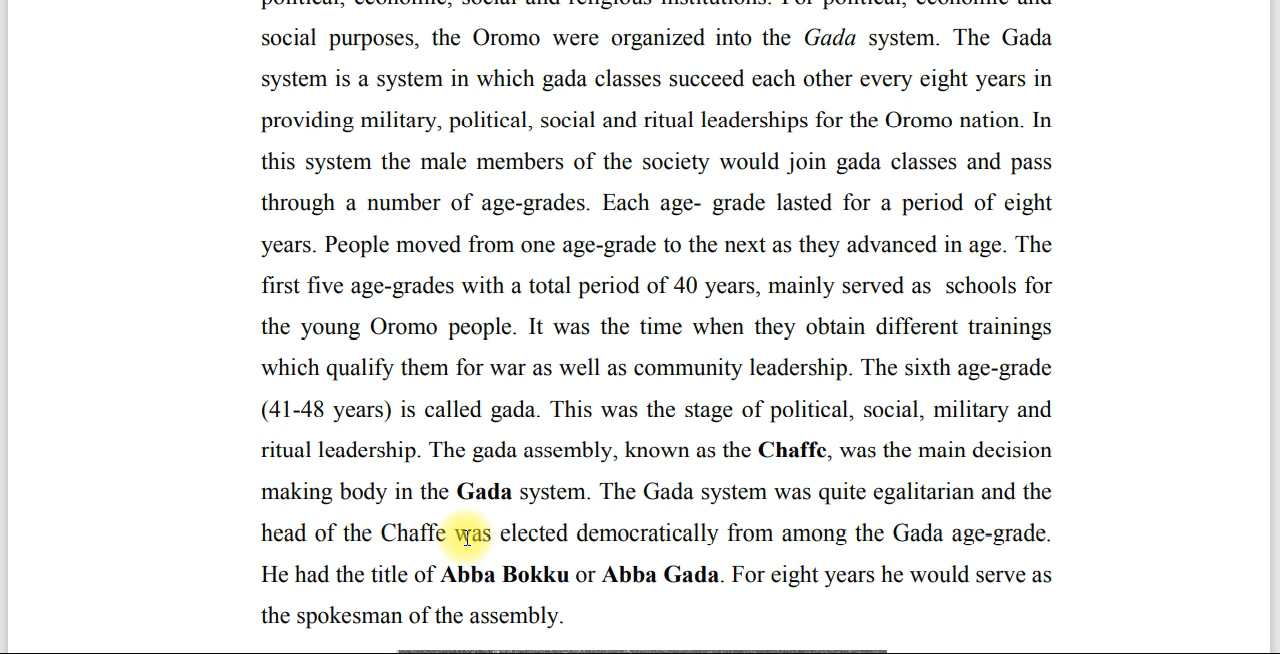 political, economic, social and religious institutions. For political, economic and
social purposes, the Oromo were organized into the Gada system. The Gada
system is a system in which gada classes succeed each other every eight years in
providing military, political, social and ritual leaderships for the Oromo nation. In
this system the male members of the society would join gada classes and pass
through a number of age-grades. Each age- grade lasted for a period of eight
years. People moved from one age-grade to the next as they advanced in age. The
first five age-grades with a total period of 40 years, mainly served as schools for
the young Oromo people. It was the time when they obtain different trainings
which qualify them for war as well as community leadership. The sixth age-grade
(41-48 years) is called gada. This was the stage of political, social, military and
ritual leadership. The gada assembly, known as the Chaffe, was the main decision
making body in the Gada system. The Gada system was quite egalitarian and the
head of the Chaffe was elected democratically from among the Gada age-grade.
He had the title of Abba Bokku or Abba Gada. For eight years he would serve as
the spokesman of the assembly.